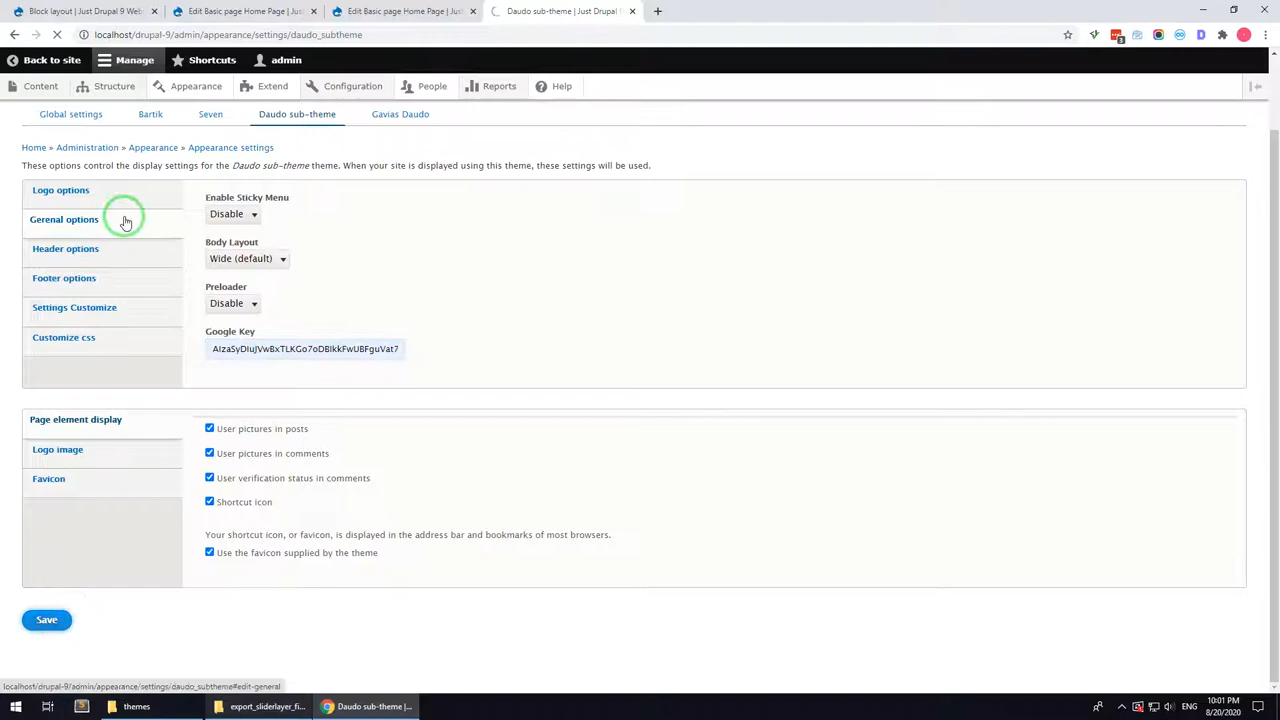 Block layout | Just Drupal 9 Web
Edit Basic page Home Page | Just
Edit Basic page Home Page | Just
Daudo sub-theme | Just Drupal
localhost/drupal-9/admin/appearance/settings/daudo_subtheme
3
Back to site
Manage
Shortcuts
admin
Content
Structure
Appearance
Extend
Configuration
People
Reports
Help
Global settings
Bartik
Seven
Daudo sub-theme
Gavias Daudo
Home » Administration » Appearance » Appearance settings
These options control the display settings for the Daudo sub-theme theme. When your site is displayed using this theme, these settings will be used.
Logo options
Gerenal options
Header options
Footer options
Settings Customize
Customize css
Enable Sticky Menu
Disable
Body Layout
Wide (default)
Preloader
Disable
Google Key
Page element display
Logo image
Favicon
User pictures in posts
User pictures in comments
User verification status in comments
Shortcut icon
Your shortcut icon, or favicon, is displayed in the address bar and bookmarks of most browsers.
Use the favicon supplied by the theme
Save
localhost/drupal-9/admin/appearance/settings/daudo_subtheme#edit-general
themes
export_sliderlayer_fi...
Daudo sub-theme |...
ENG
10:01 PM
8/20/2020